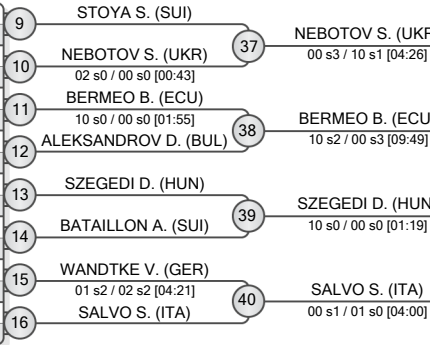 9
STOYA S. (SUI)
37
NEBOTOV S. (UKR
00 s3 / 10 s1 [04:26]
10
NEBOTOV S. (UKR)
02 s0 / 00 s0 [00:43]
11
BERMEO B. (ECU)
10 s0 / 00 s0 [01:55]
38
BERMEO B. (ECU
10 s2 / 00 s3 [09:49]
12
ALEKSANDROV D. (BUL)
13
SZEGEDI D. (HUN)
39
SZEGEDI D. (HUN
10 s0 / 00 s0 [01:19]
14
BATAILLON A. (SUI)
15
WANDTKE V. (GER)
01 s2 / 02 s2 [04:21]
40
SALVO S. (ITA)
00 s1 / 01 s0 [04:00]
16
SALVO S. (ITA)